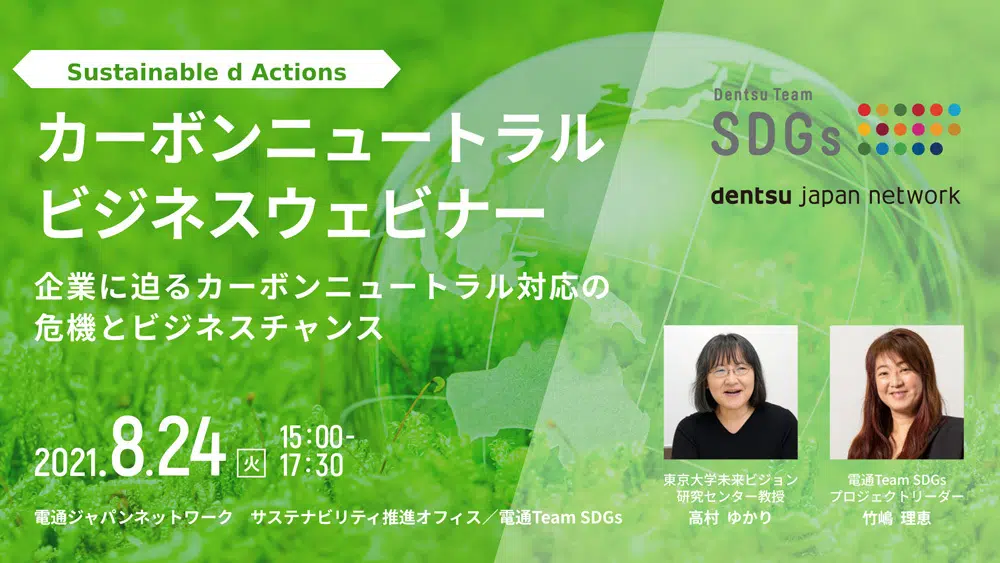 Sustainable d Actions
カーボンニュートラル
ビジネスウェビナー
企業に迫るカーボンニュートラル対応の
危機とビジネスチャンス
2021.8.24 火 15:00-
17:30
電通ジャパンネットワーク サステナビリティ推進オフィス／電通Team SDGs
Dentsu Team
SDGs
dentsu japan network
東京大学未来ビジョン
研究センター教授
高村 ゆかり
電通Team SDGs
プロジェクトリーダー
竹嶋 理恵